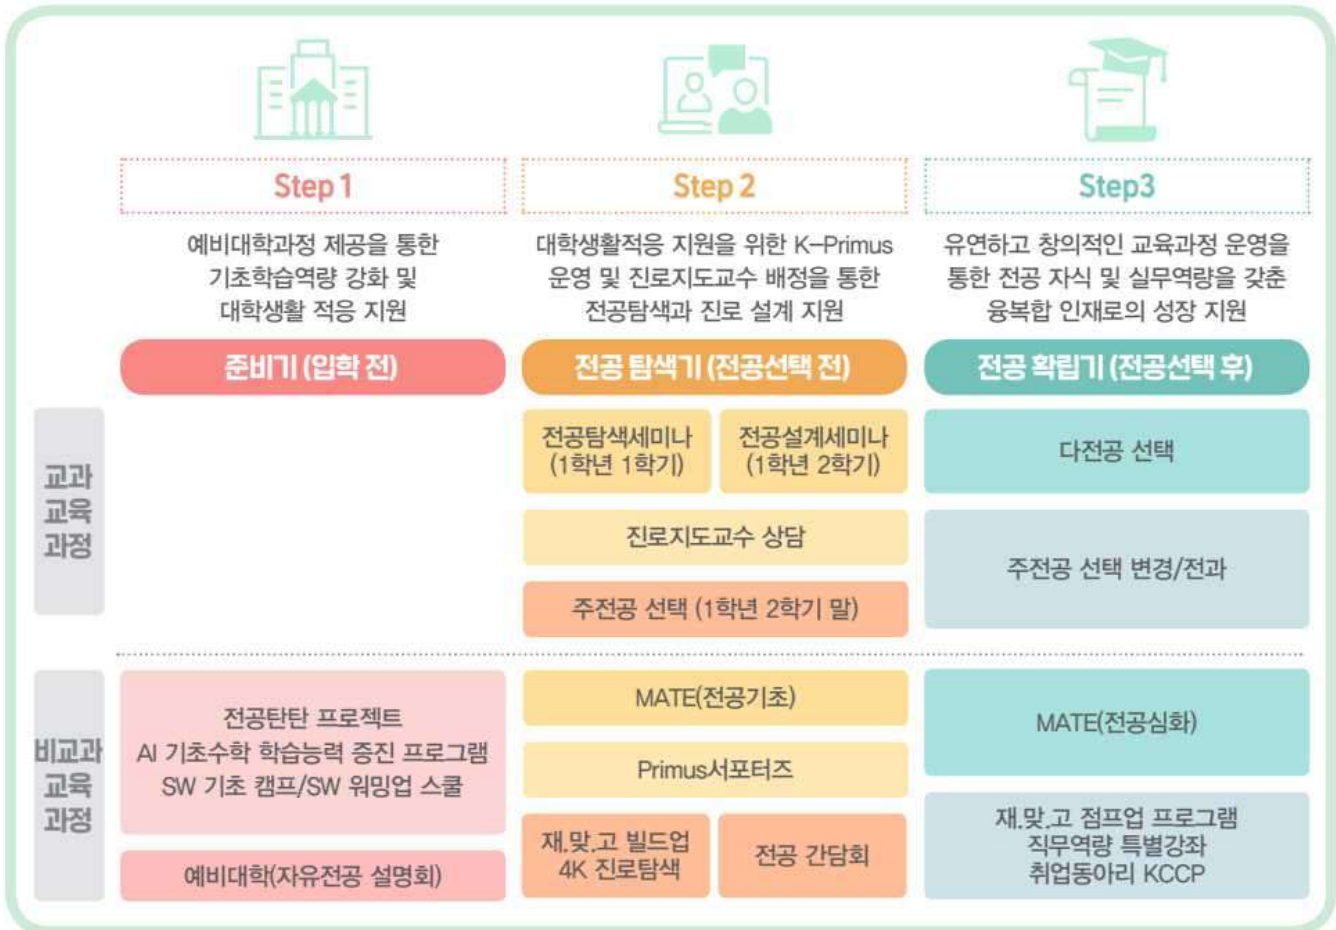 Step 1
예비대학과정 제공을 통한
기초학습역량 강화 및
대학생활 적응 지원
준비기 (입학 전)
Step 2
대학생활적응 지원을 위한 K-Primus
운영 및 진로지도교수 배정을 통한
전공탐색과 진로 설계 지원
전공 탐색기 (전공선택 전)
Step3
유연하고 창의적인 교육과정 운영을
통한 전공 자식 및 실무역량을 갖춘
융복합 인재로의 성장 지원
전공 확립기 (전공선택 후)
교과
교육
과정
전공탐색세미나
(1학년 1학기)
전공설계세미나
(1학년 2학기)
진로지도교수 상담
주전공 선택 (1학년 2학기 말)
다전공 선택
주전공 선택 변경/전과
비교과
교육
과정
전공탄탄 프로젝트
AI 기초수학 학습능력 증진 프로그램
SW 기초 캠프/SW 워밍업 스쿨
예비대학(자유전공 설명회)
MATE(전공기초)
Primus서포터즈
재.맞.고 빌드업
4K 진로탐색
전공 간담회
MATE(전공심화)
재.맞.고 점프업 프로그램
직무역량 특별강좌
취업동아리 KCCP